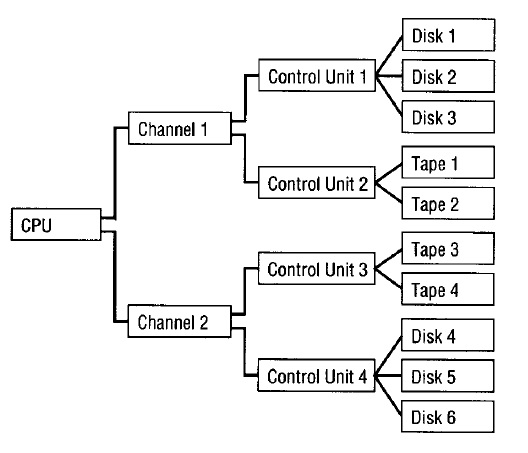 CPU
Channel 1
Channel 2
Control Unit 1
Control Unit 2
Control Unit 3
Control Unit 4
Disk 1
Disk 2
Disk 3
Tape 1
Tape 2
Tape 3
Tape 4
Disk 4
Disk 5
Disk 6